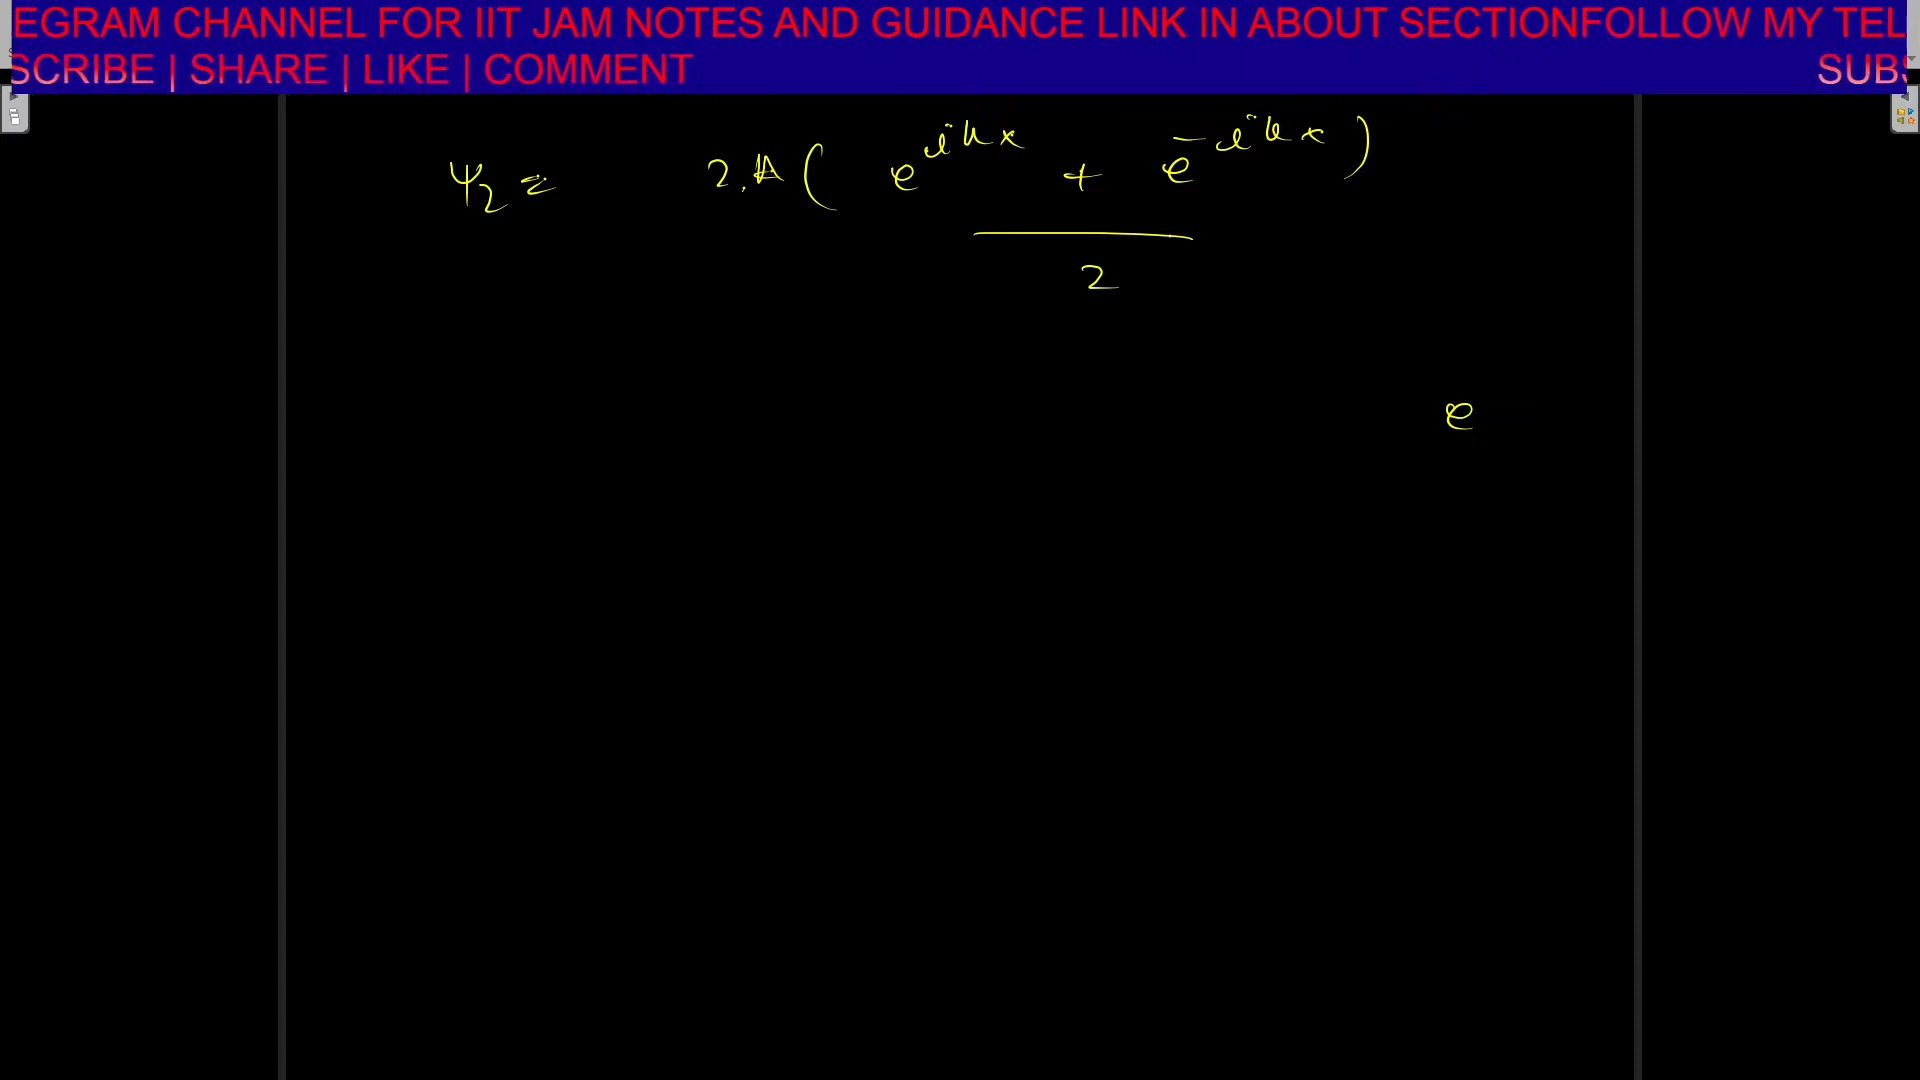 EGRAM CHANNEL FOR IIT JAM NOTES AND GUIDANCE LINK IN ABOUT SECTIONFOLLOW MY TEL
SCRIBE | SHARE | LIKE | COMMENT SUBS
ψ₂ = 2.A ( e^{ikx} + e^{-ikx} )
2
e